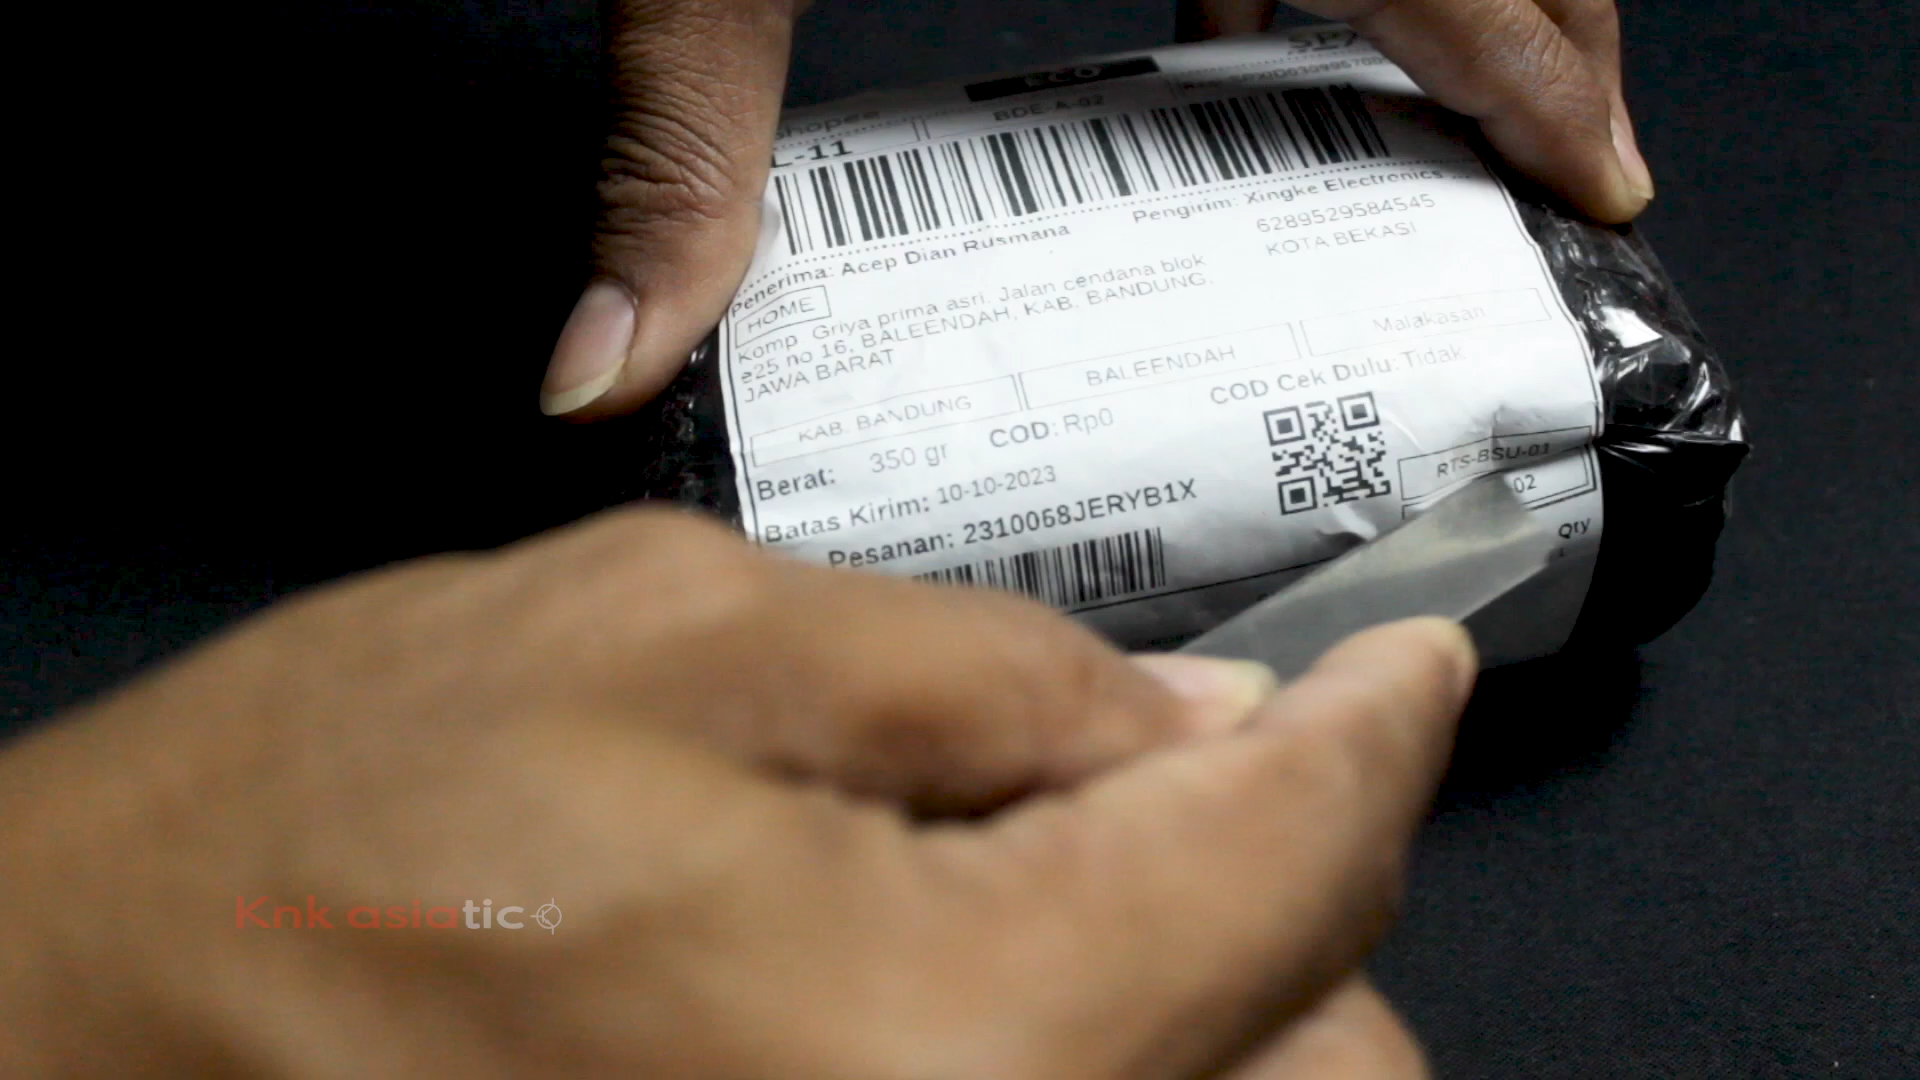 ECO
BDE-A-02
L-11
Penerima: Acep Dian Rusmana
Pengirim: Xingke Electronics ...
6289529584545
KOTA BEKASI
HOME
Komp Griya prima asri. Jalan cendana blok
e25 no 16, BALEENDAH, KAB. BANDUNG.
JAWA BARAT
KAB. BANDUNG
BALEENDAH
Malakasari
Berat: 350 gr
COD: Rp0
COD Cek Dulu: Tidak
Batas Kirim: 10-10-2023
Pesanan: 2310068JERYB1X
RTS-BSU-01
02
Qty
1
Knk asiatic